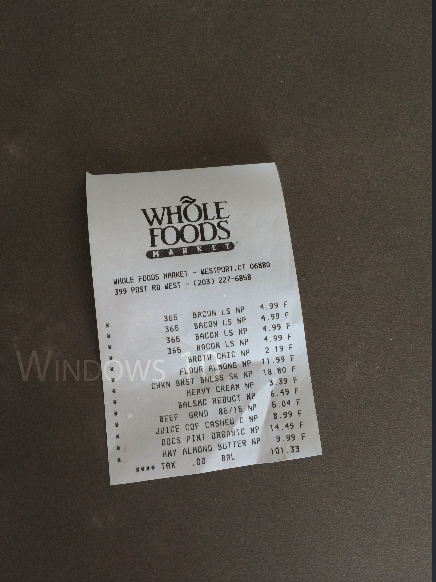 WHOLE
FOODS
MARKET
WHOLE FOODS MARKET - WESTPORT,CT 06880
399 POST RD WEST - (203) 227-6858
365 BACON LS NP 4.99 F
365 BACON LS NP 4.99 F
365 BACON LS NP 4.99 F
365 BACON LS NP 4.99 F
BROTH CHIC NP 2.19 F
FLOUR ALMOND NP 11.99 F
CHKN BRST BNLSS SK NP 18.80 F
HEAVY CREAM NP 3.39 F
BALSMC REDUCT NP 6.49 F
BEEF GRND 85/15 NP 5.04 F
JUICE COF CASHEW C NP 8.99 F
DOCS PINT ORGANIC NP 14.49 F
HNY ALMOND BUTTER NP 9.99 F
**** TAX .00 BAL 101.33
WINDOWS